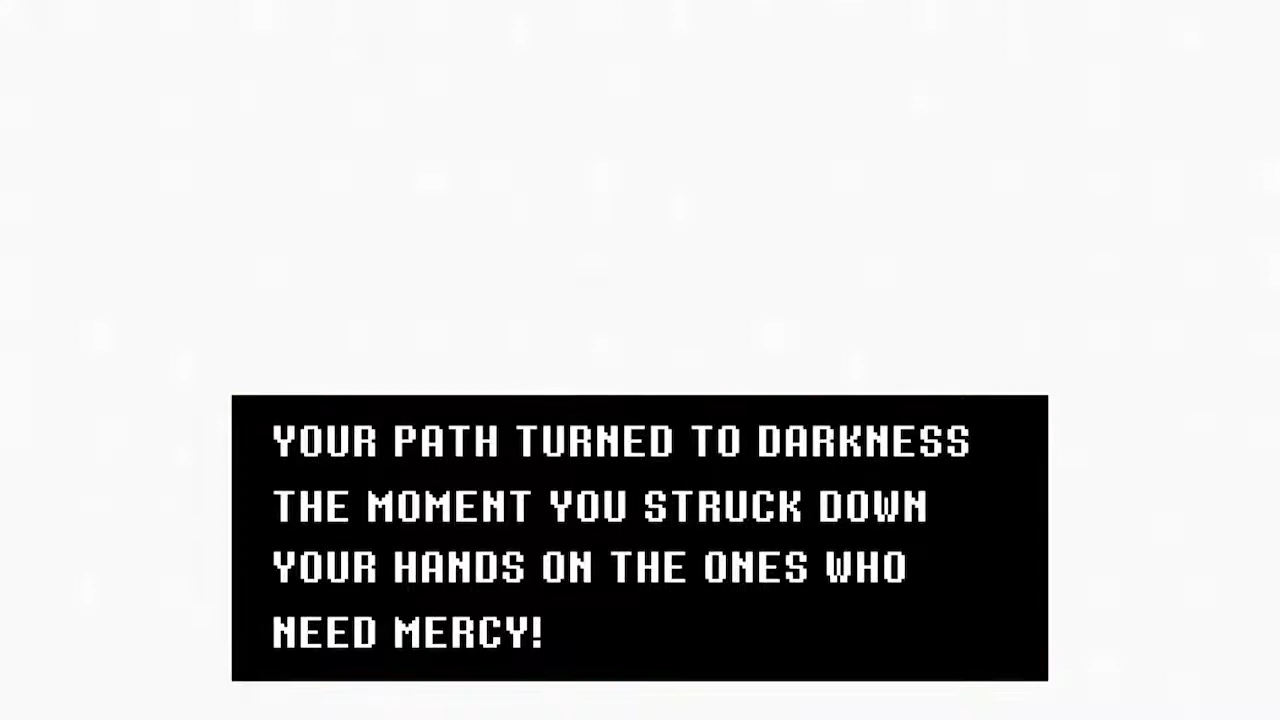 YOUR PATH TURNED TO DARKNESS
THE MOMENT YOU STRUCK DOWN
YOUR HANDS ON THE ONES WHO
NEED MERCY!